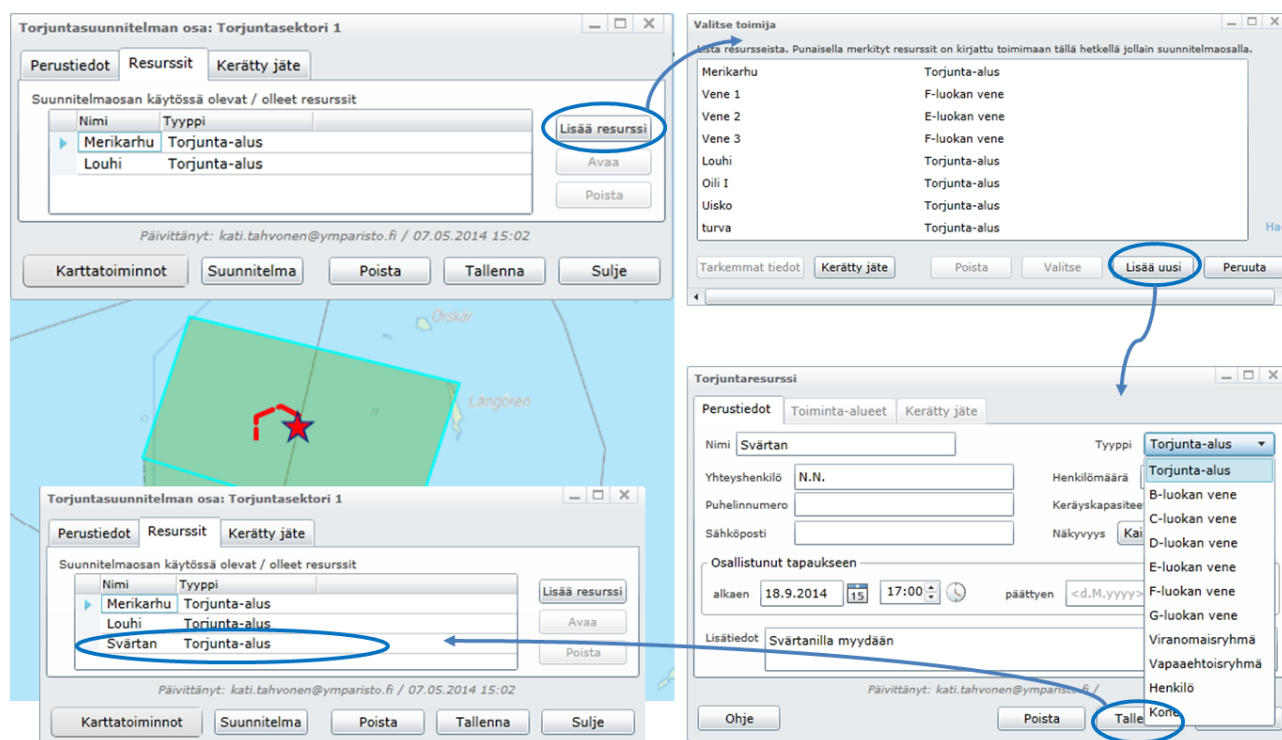 Torjuntasuunnitelman osa: Torjuntasektori 1
Perustiedot Resurssit Kerätty jäte
Suunnitelmaosan käytössä olevat / olleet resurssit
Nimi Tyyppi
Merikarhu Torjunta-alus
Louhi Torjunta-alus
Lisää resurssi
Avaa
Poista
Päivittänyt: kati.tahvonen@ymparisto.fi / 07.05.2014 15:02
Karttatoiminnot Suunnitelma Poista Tallenna Sulje
Valitse toimija
Lista resursseista. Punaisella merkityt resurssit on kirjattu toimimaan tällä hetkellä jollain suunnitelmaosalla.
Merikarhu Torjunta-alus
Vene 1 F-luokan vene
Vene 2 E-luokan vene
Vene 3 F-luokan vene
Louhi Torjunta-alus
Oili I Torjunta-alus
Uisko Torjunta-alus
turva Torjunta-alus
Tarkemmat tiedot Kerätty jäte Poista Valitse Lisää uusi Peruuta
Örskär
Långören
Torjuntaresurssi
Perustiedot Toiminta-alueet Kerätty jäte
Nimi Svärtan Tyyppi Torjunta-alus
Yhteyshenkilö N.N. Henkilömäärä
Puhelinnumero Keräyskapasitee
Sähköposti Näkyvyys Kai
Osallistunut tapaukseen
alkaen 18.9.2014 15 17:00 päättyen <d.M.yyyy>
Lisätiedot Svärtanilla myydään
Torjunta-alus
B-luokan vene
C-luokan vene
D-luokan vene
E-luokan vene
F-luokan vene
G-luokan vene
Viranomaisryhmä
Vapaaehtoisryhmä
Henkilö
Kone
Päivittänyt: kati.tahvonen@ymparisto.fi /
Ohje Poista Talle
Torjuntasuunnitelman osa: Torjuntasektori 1
Perustiedot Resurssit Kerätty jäte
Suunnitelmaosan käytössä olevat / olleet resurssit
Nimi Tyyppi
Merikarhu Torjunta-alus
Louhi Torjunta-alus
Svärtan Torjunta-alus
Lisää resurssi
Avaa
Poista
Päivittänyt: kati.tahvonen@ymparisto.fi / 07.05.2014 15:02
Karttatoiminnot Suunnitelma Poista Tallenna Sulje